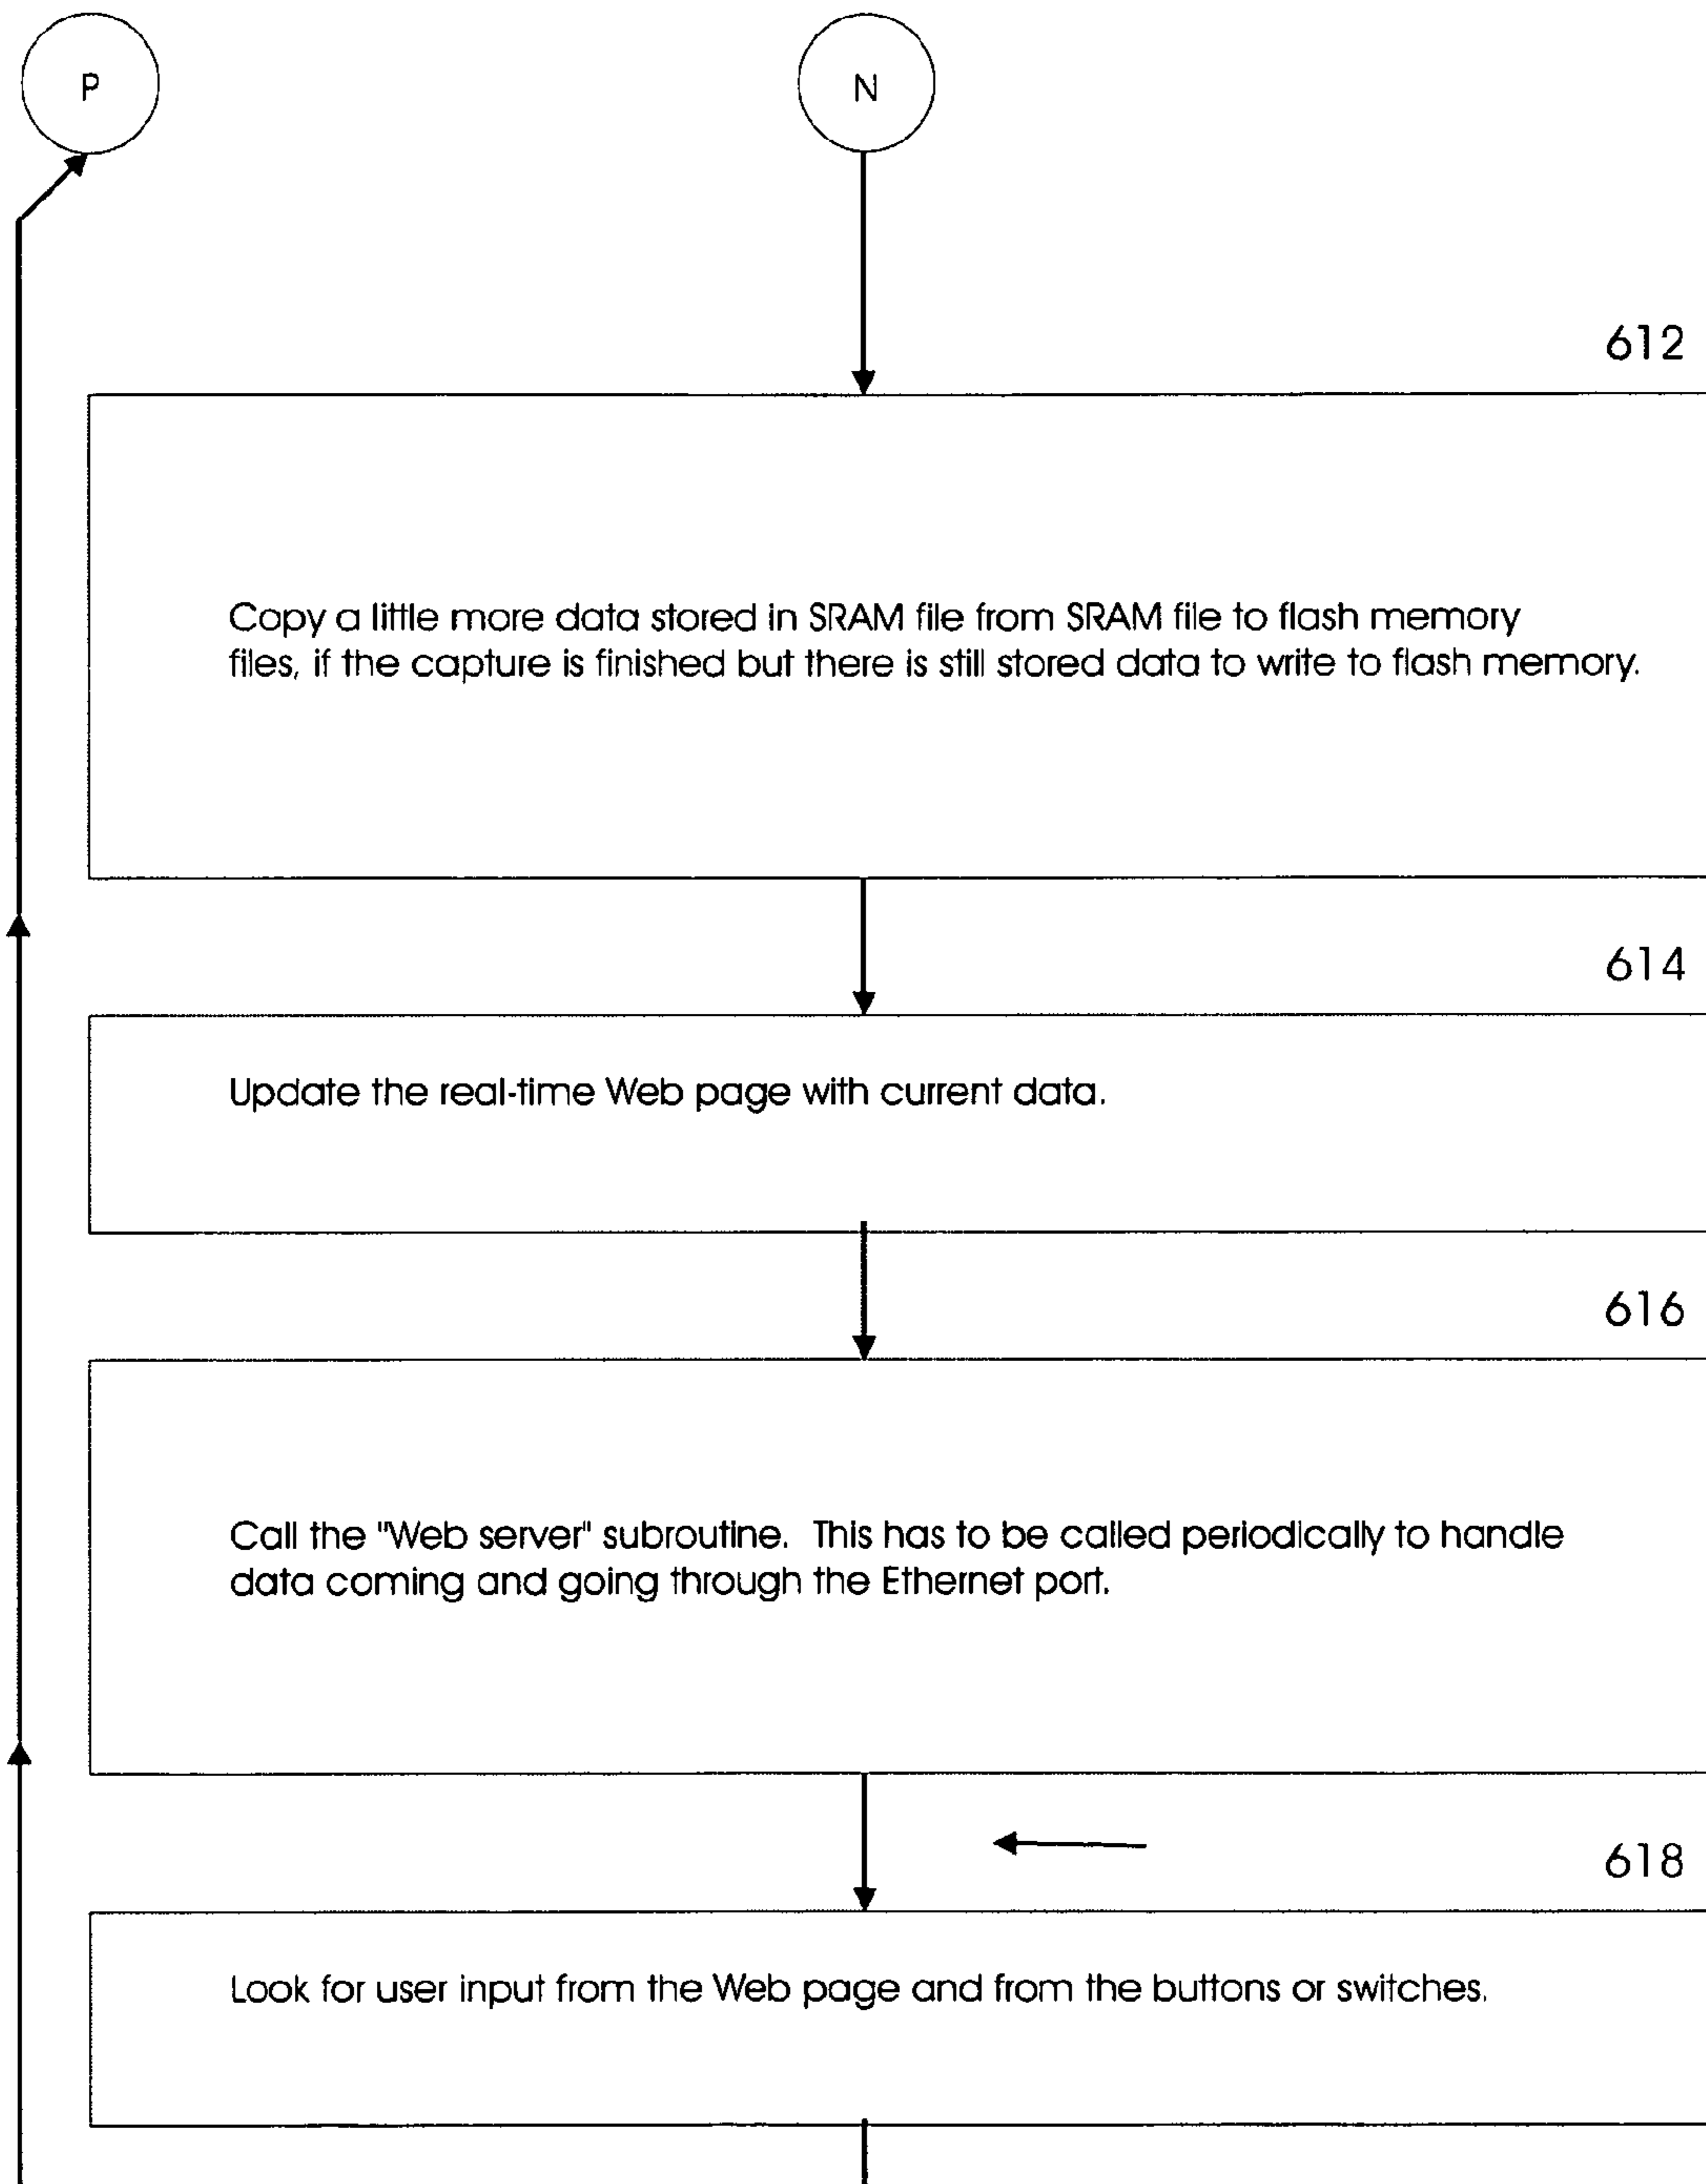 P
N
612
Copy a little more data stored in SRAM file from SRAM file to flash memory
files, if the capture is finished but there is still stored data to write to flash memory.
614
Update the real-time Web page with current data.
616
Call the "Web server" subroutine.  This has to be called periodically to handle
data coming and going through the Ethernet port.
618
Look for user input from the Web page and from the buttons or switches.